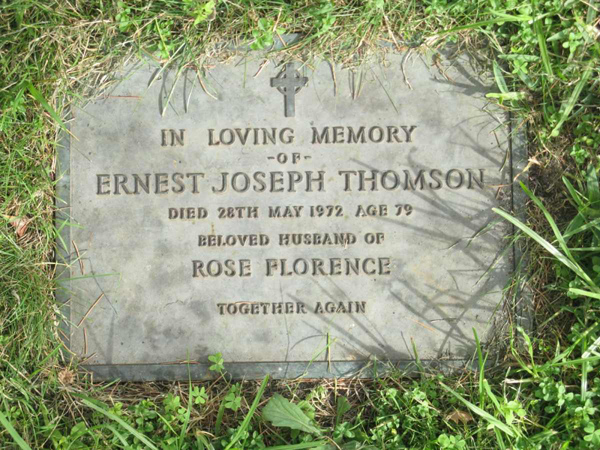 IN LOVING MEMORY
-OF-
ERNEST JOSEPH THOMSON
DIED 28TH MAY 1972 AGE 79
BELOVED HUSBAND OF
ROSE FLORENCE
TOGETHER AGAIN